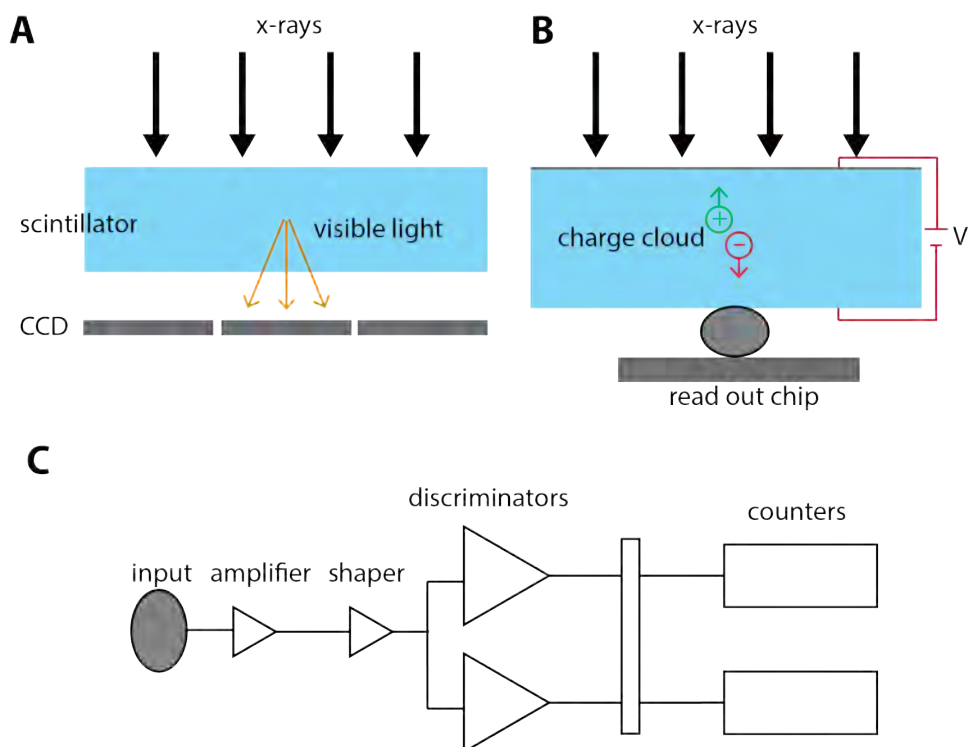 A
x-rays
scintillator
visible light
CCD
B
x-rays
charge cloud
+
−
V
read out chip
C
discriminators
counters
input
amplifier
shaper